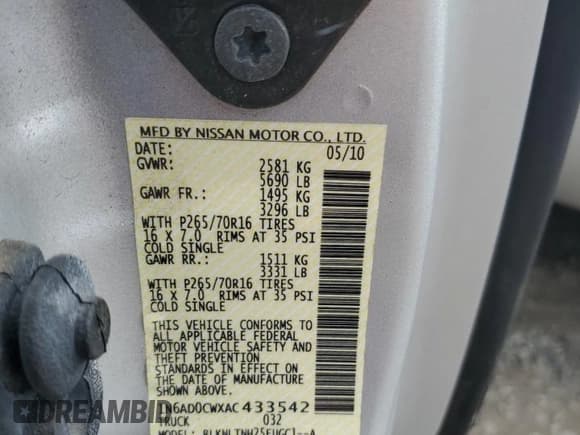 MFD BY NISSAN MOTOR CO., LTD.
DATE: 05/10
GVWR: 2581 KG
5690 LB
GAWR FR.: 1495 KG
3296 LB
WITH P265/70R16 TIRES
16 X 7.0 RIMS AT 35 PSI
COLD SINGLE
GAWR RR.: 1511 KG
3331 LB
WITH P265/70R16 TIRES
16 X 7.0 RIMS AT 35 PSI
COLD SINGLE
THIS VEHICLE CONFORMS TO
ALL APPLICABLE FEDERAL
MOTOR VEHICLE SAFETY AND
THEFT PREVENTION
STANDARDS IN EFFECT ON
THE DATE OF MFR. SHOWN
1N6AD0CWXAC433542
TRUCK 032
MODEL:
DREAMBID
.COM